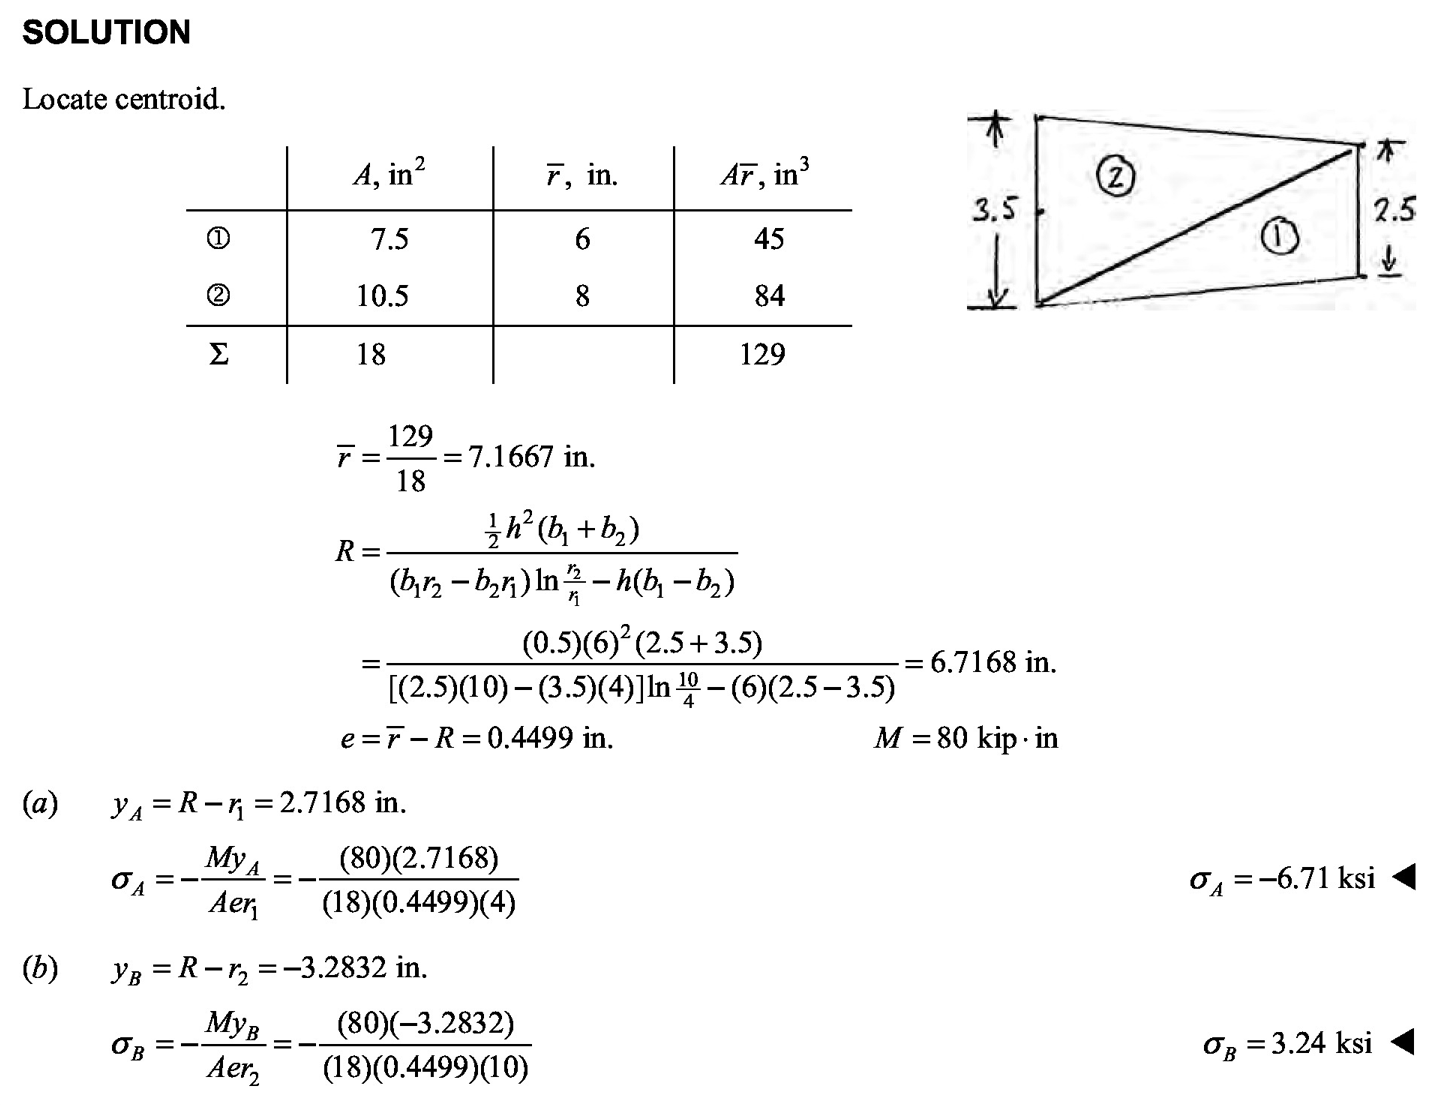 SOLUTION
Locate centroid.
A, in² r̄, in. Ar̄, in³
① 7.5 6 45
② 10.5 8 84
Σ 18 129
3.5 ② ① 2.5
r̄ = 129/18 = 7.1667 in.
R = ½h²(b₁ + b₂) / ((b₁r₂ − b₂r₁) ln r₂/r₁ − h(b₁ − b₂))
= (0.5)(6)²(2.5 + 3.5) / ([(2.5)(10) − (3.5)(4)] ln 10/4 − (6)(2.5 − 3.5)) = 6.7168 in.
e = r̄ − R = 0.4499 in. M = 80 kip · in
(a) y_A = R − r₁ = 2.7168 in.
σ_A = −My_A/Aer₁ = −(80)(2.7168)/(18)(0.4499)(4) σ_A = −6.71 ksi ◄
(b) y_B = R − r₂ = −3.2832 in.
σ_B = −My_B/Aer₂ = −(80)(−3.2832)/(18)(0.4499)(10) σ_B = 3.24 ksi ◄